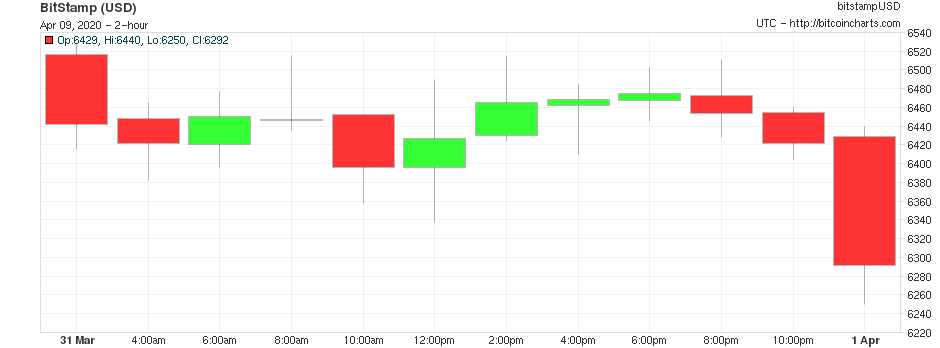 BitStamp (USD)
bitstampUSD
Apr 09, 2020 - 2-hour
UTC - http://bitcoincharts.com
Op:6429, Hi:6440, Lo:6250, Cl:6292
6540
6520
6500
6480
6460
6440
6420
6400
6380
6360
6340
6320
6300
6280
6260
6240
6220
31 Mar 4:00am 6:00am 8:00am 10:00am 12:00pm 2:00pm 4:00pm 6:00pm 8:00pm 10:00pm 1 Apr